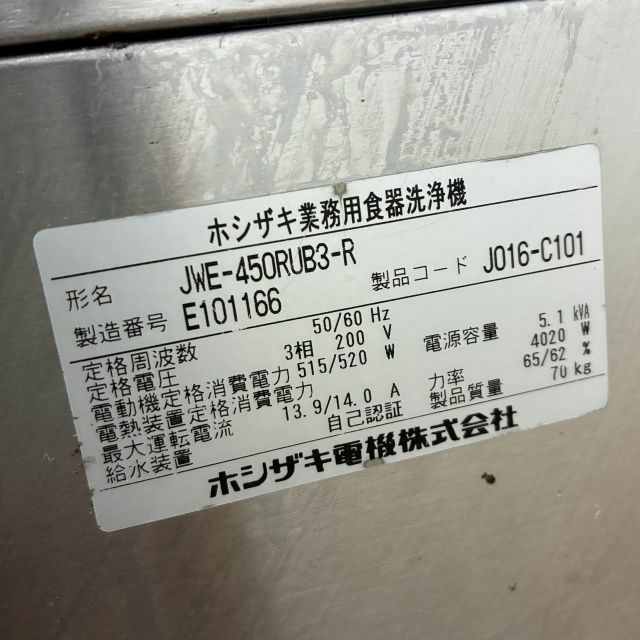 ホシザキ業務用食器洗浄機
形名 JWE-450RUB3-R
製造番号 E101166 製品コード J016-C101
定格周波数 50/60 Hz
定格電圧 3相 200 V 電源容量 5.1 kVA
電動機定格消費電力 515/520 W
電熱装置定格消費電力 4020 W
最大運転電流 13.9/14.0 A 力率 65/62 %
給水装置 自己認証 製品質量 70 kg
ホシザキ電機株式会社